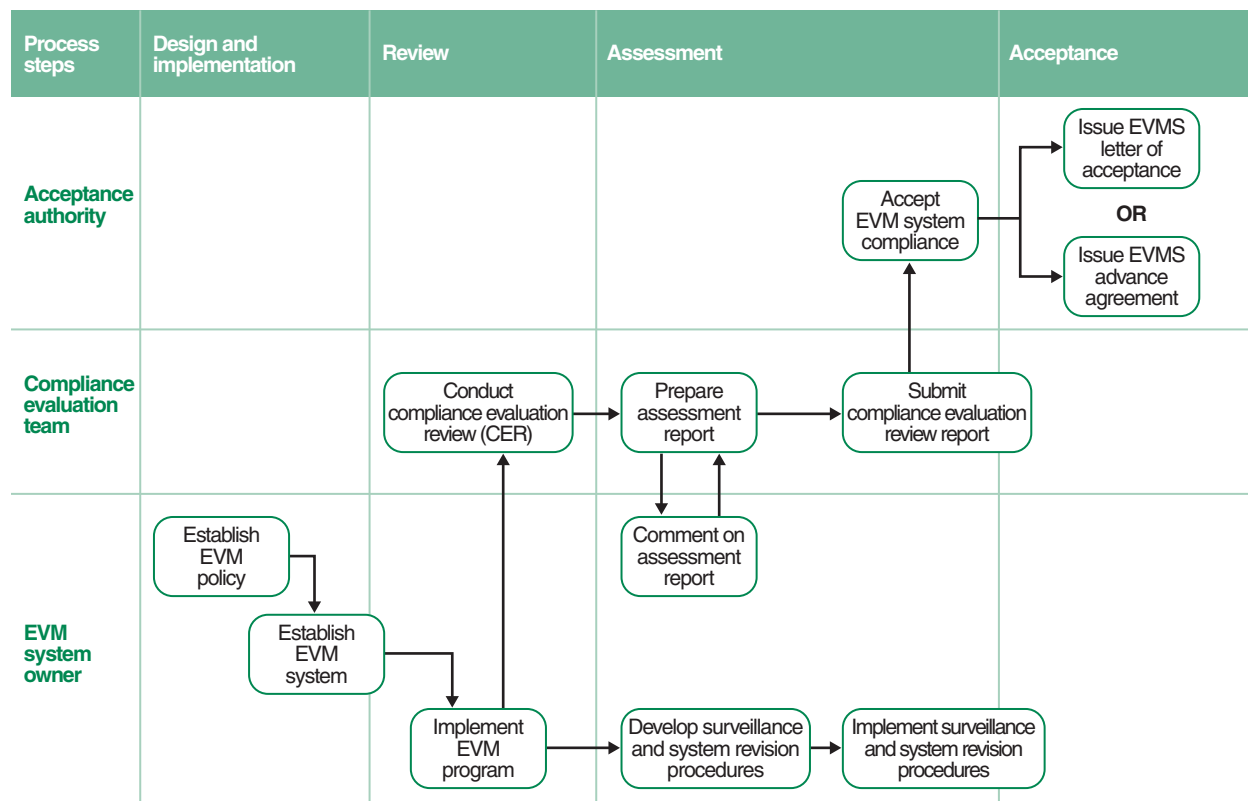 Process
steps
Design and
implementation
Review
Assessment
Acceptance
Acceptance
authority
Accept
EVM system
compliance
Issue EVMS
letter of
acceptance
OR
Issue EVMS
advance
agreement
Compliance
evaluation
team
Conduct
compliance evaluation
review (CER)
Prepare
assessment
report
Submit
compliance evaluation
review report
EVM
system
owner
Establish
EVM
policy
Establish
EVM
system
Implement
EVM
program
Comment on
assessment
report
Develop surveillance
and system revision
procedures
Implement surveillance
and system revision
procedures